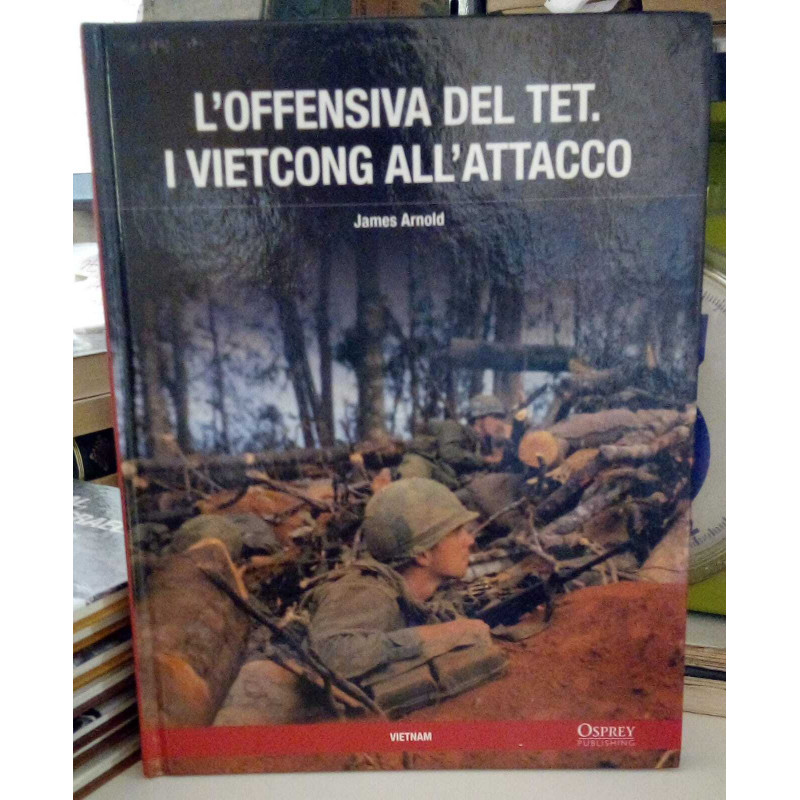 L'OFFENSIVA DEL TET.
I VIETCONG ALL'ATTACCO
James Arnold
VIETNAM
OSPREY
PUBLISHING